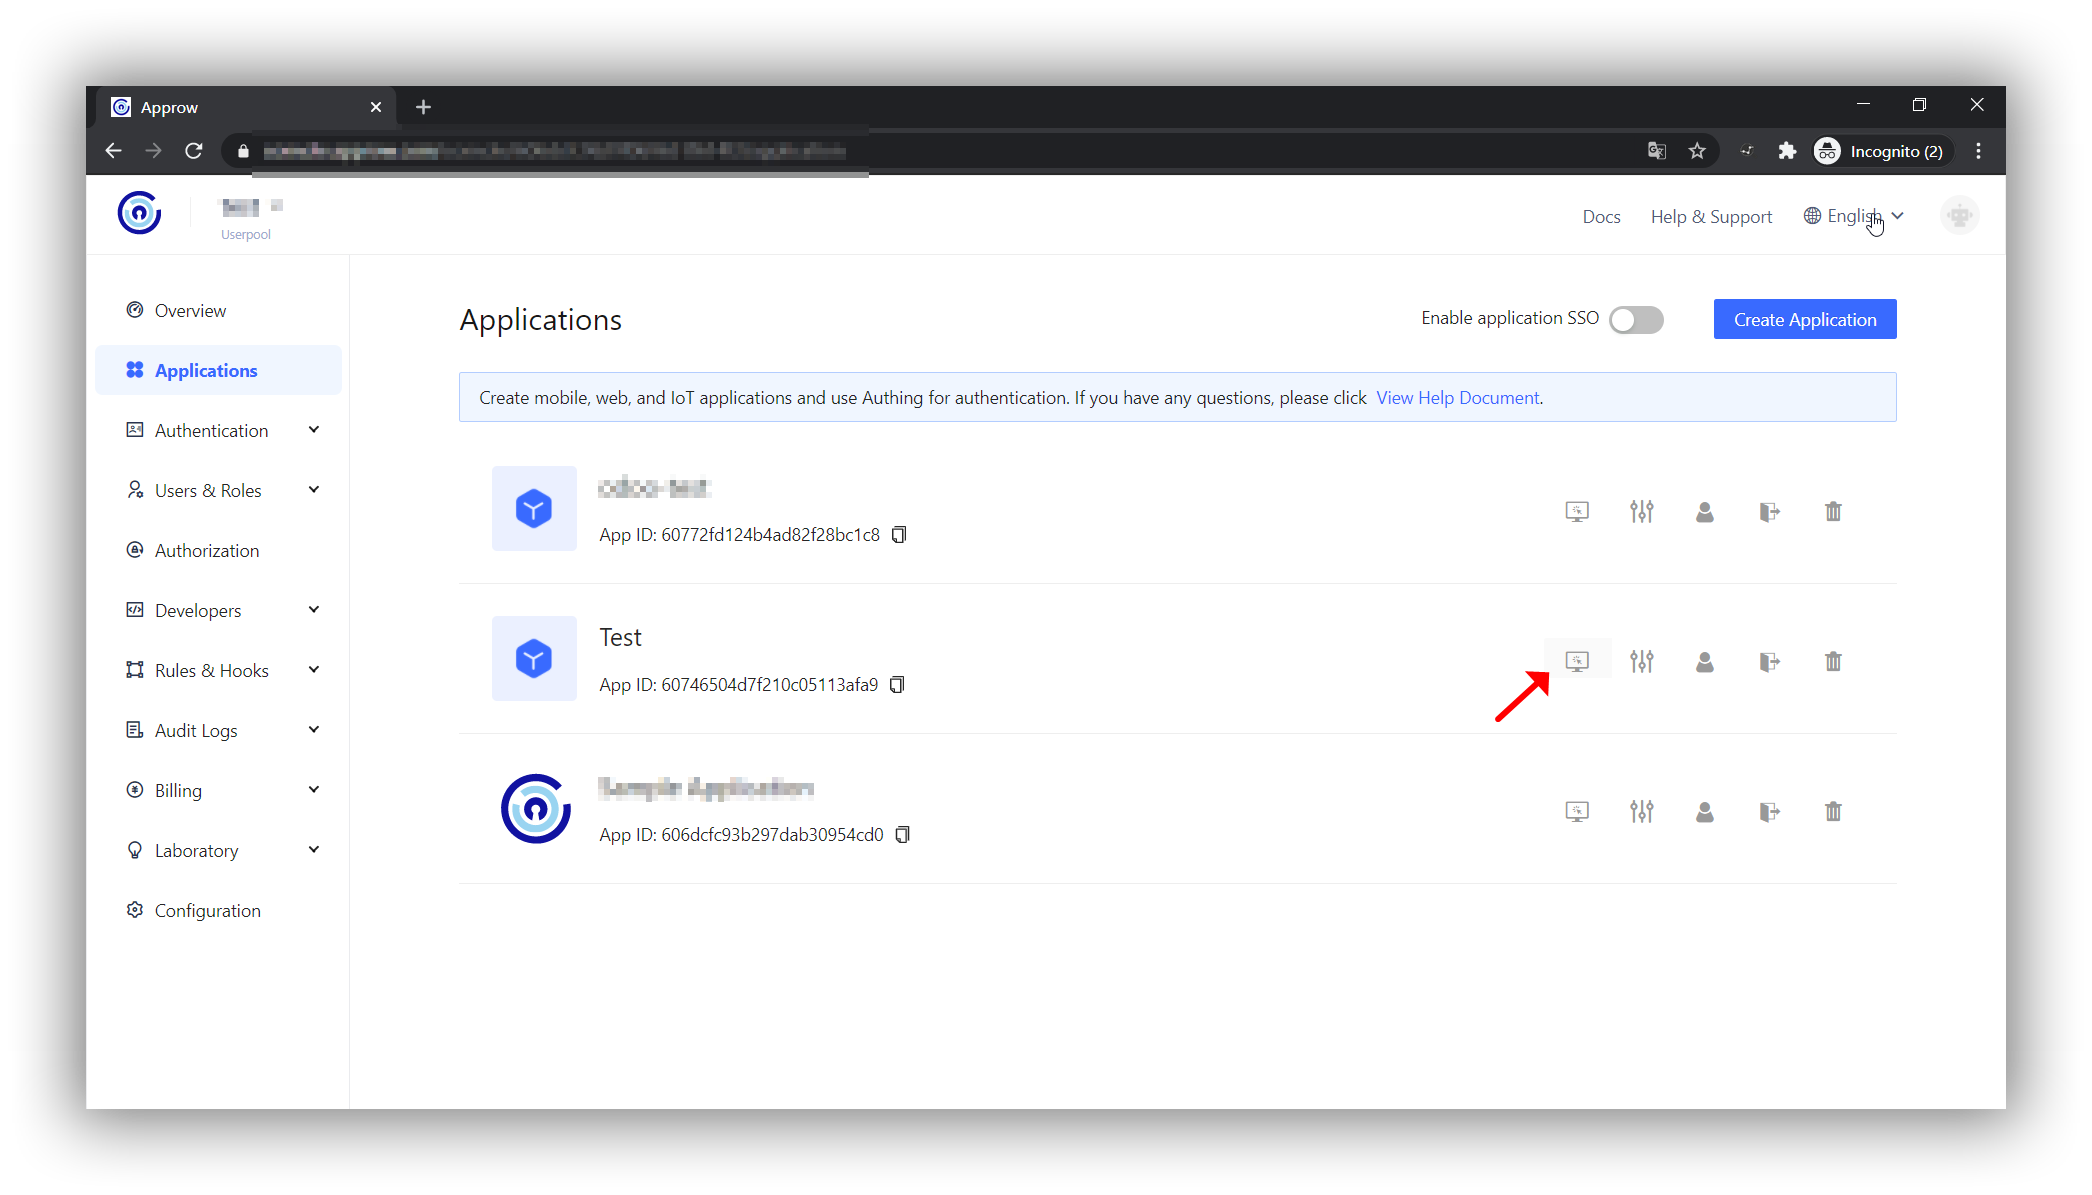 Approw
Incognito (2)
Userpool
Docs
Help & Support
English
Overview
Applications
Authentication
Users & Roles
Authorization
Developers
Rules & Hooks
Audit Logs
Billing
Laboratory
Configuration
Applications
Enable application SSO
Create Application
Create mobile, web, and IoT applications and use Authing for authentication. If you have any questions, please click View Help Document.
App ID: 60772fd124b4ad82f28bc1c8
Test
App ID: 60746504d7f210c05113afa9
App ID: 606dcfc93b297dab30954cd0